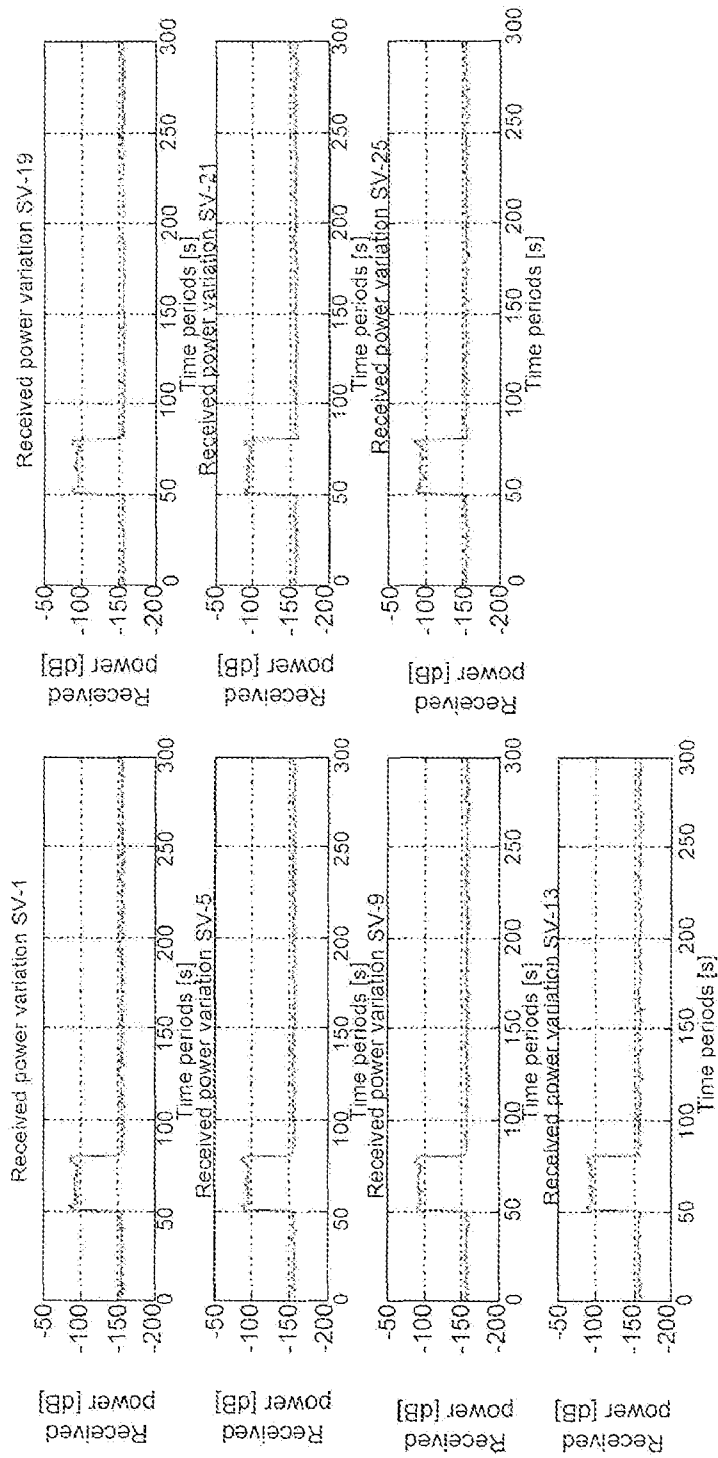 Received power variation SV-1
Received
power [dB]
-50
-100
-150
-200
0
50
100
150
200
250
300
Time periods [s]
Received power variation SV-5
Received
power [dB]
-50
-100
-150
-200
0
50
100
150
200
250
300
Time periods [s]
Received power variation SV-9
Received
power [dB]
-50
-100
-150
-200
0
50
100
150
200
250
300
Time periods [s]
Received power variation SV-13
Received
power [dB]
-50
-100
-150
-200
0
50
100
150
200
250
300
Time periods [s]
Received power variation SV-19
Received
power [dB]
-50
-100
-150
-200
0
50
100
150
200
250
300
Time periods [s]
Received power variation SV-21
Received
power [dB]
-50
-100
-150
-200
0
50
100
150
200
250
300
Time periods [s]
Received power variation SV-25
Received
power [dB]
-50
-100
-150
-200
0
50
100
150
200
250
300
Time periods [s]